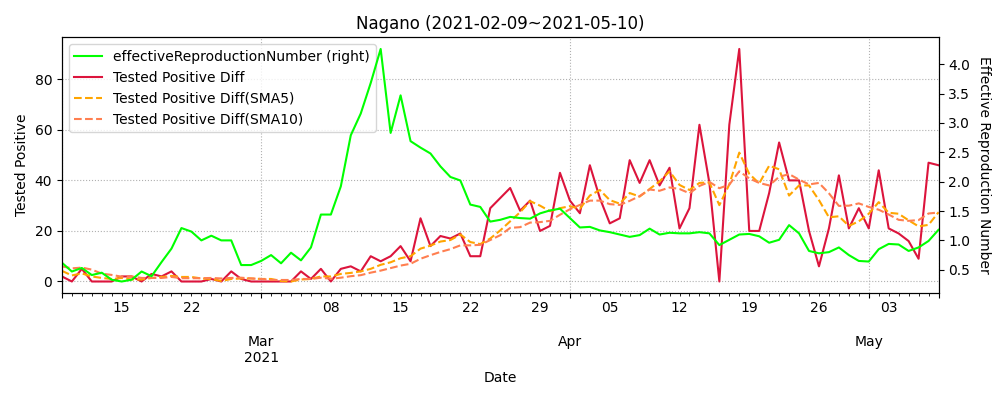 Nagano (2021-02-09~2021-05-10)
effectiveReproductionNumber (right)
Tested Positive Diff
Tested Positive Diff(SMA5)
Tested Positive Diff(SMA10)
Tested Positive
80
60
40
20
0
4.0
3.5
3.0
2.5
2.0
1.5
1.0
0.5
Effective Reproduction Number
15 22 08 15 22 29 05 12 19 26 03
Mar Apr May
2021
Date